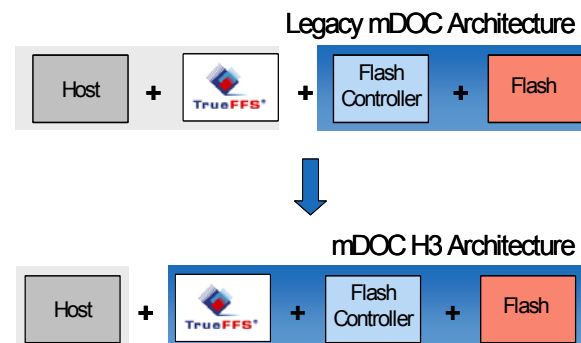 Legacy mDOC Architecture
Host + TrueFFS® + Flash Controller + Flash
mDOC H3 Architecture
Host + TrueFFS® + Flash Controller + Flash